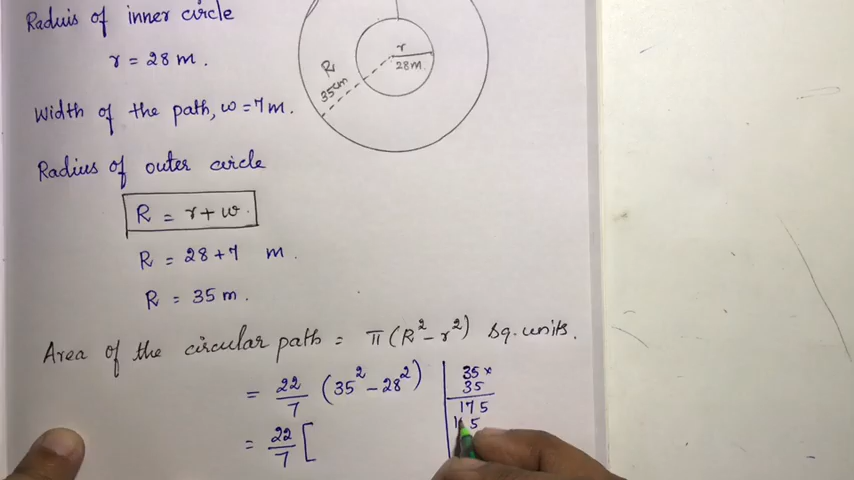 Raduis of inner circle
r = 28 m.
R
35cm
r
28m.
Width of the path, w = 7 m.
Radius of outer circle
R = r + w.
R = 28 + 7 m.
R = 35 m.
Area of the circular path = π (R² - r²) sq. units.
= 22/7 (35² - 28²)
35 ×
35
175
= 22/7 [